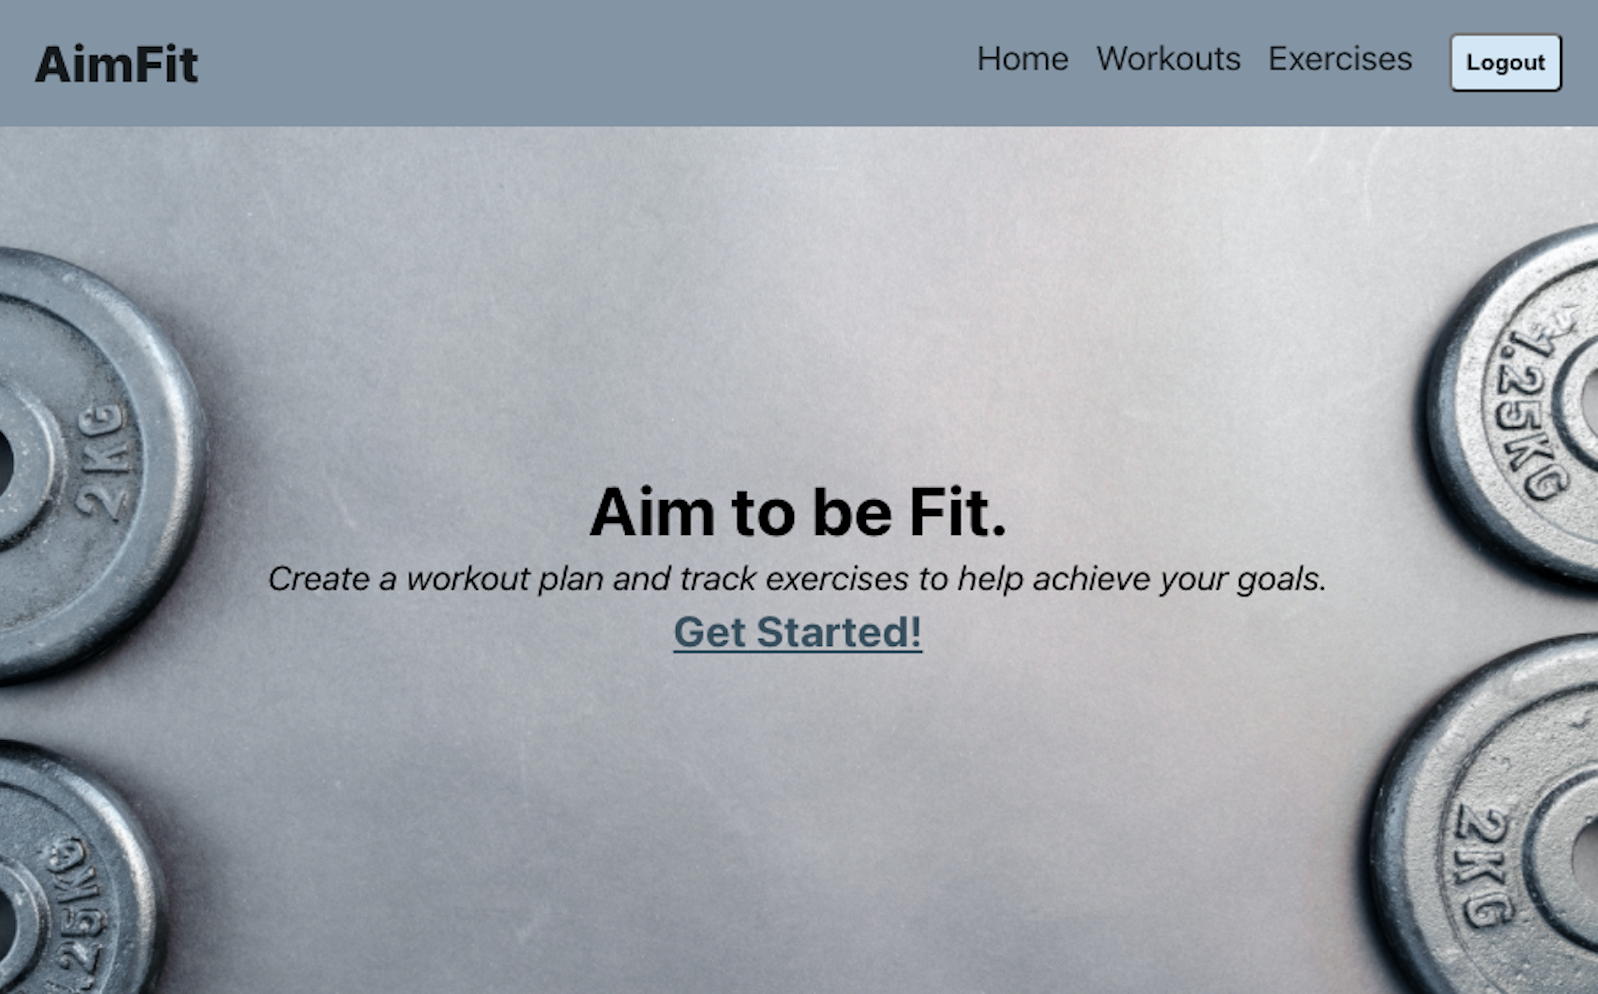 AimFit
Home Workouts Exercises Logout
Aim to be Fit.
Create a workout plan and track exercises to help achieve your goals.
Get Started!
2KG
1.25KG
1.25KG
2KG